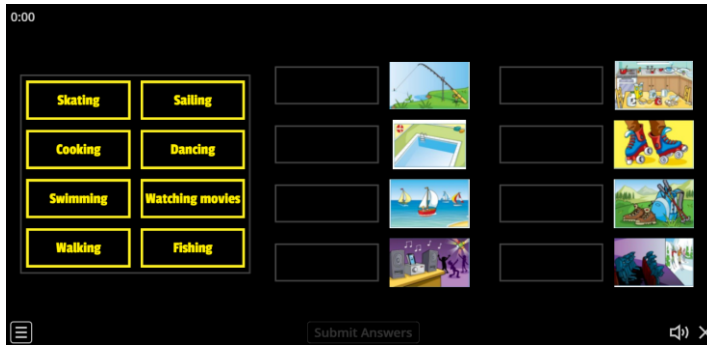 0:00
Skating
Sailing
Cooking
Dancing
Swimming
Watching movies
Walking
Fishing
Submit Answers